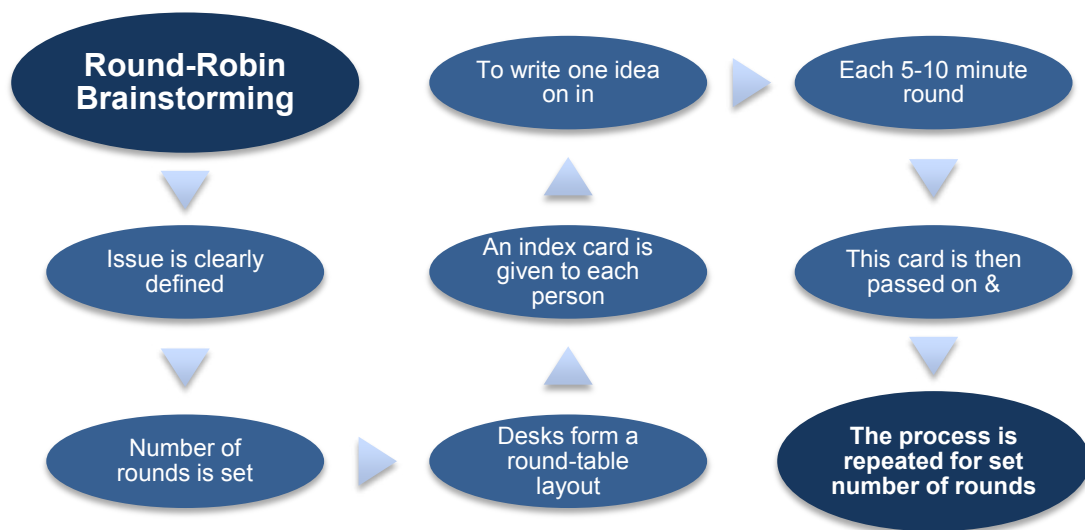 Round-Robin
Brainstorming
Issue is clearly
defined
Number of
rounds is set
Desks form a
round-table
layout
An index card is
given to each
person
To write one idea
on in
Each 5-10 minute
round
This card is then
passed on &
The process is
repeated for set
number of rounds